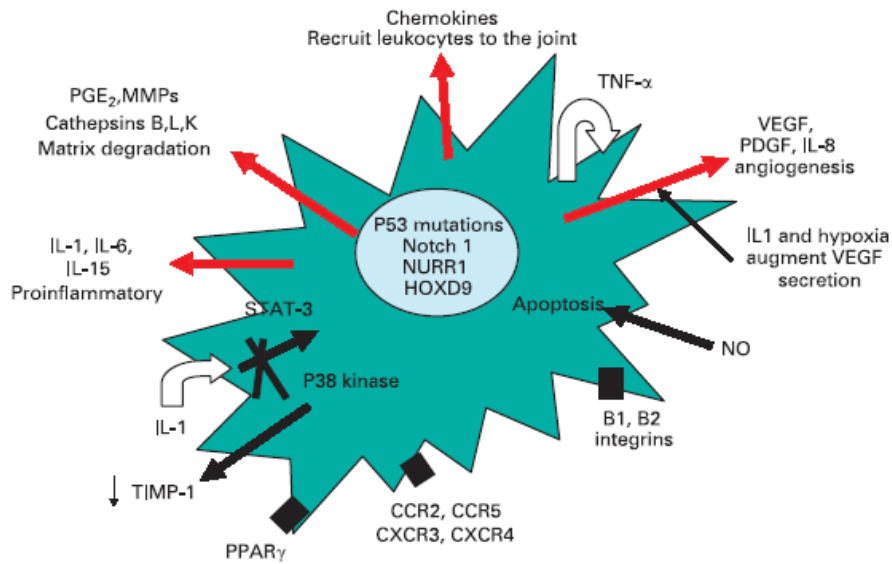 Chemokines
Recruit leukocytes to the joint
PGE₂,MMPs
Cathepsins B,L,K
Matrix degradation
TNF-α
VEGF,
PDGF, IL-8
angiogenesis
P53 mutations
Notch 1
NURR1
HOXD9
IL-1, IL-6,
IL-15
Proinflammatory
IL1 and hypoxia
augment VEGF
secretion
STAT-3
Apoptosis
P38 kinase
NO
IL-1
B1, B2
integrins
↓ TIMP-1
CCR2, CCR5
CXCR3, CXCR4
PPARγ